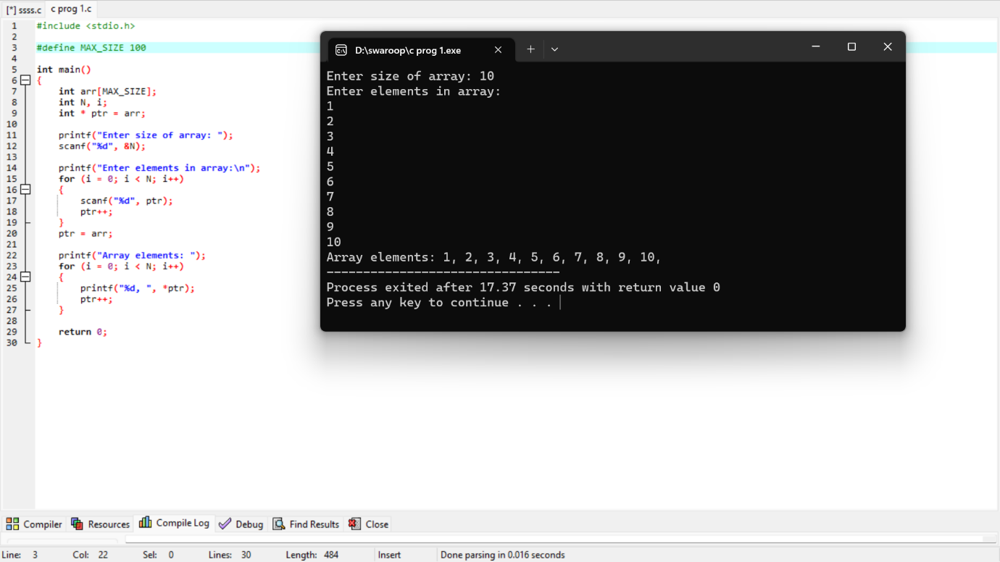 [*] ssss.c c prog 1.c
1 #include <stdio.h>
2
3 #define MAX_SIZE 100
4
5 int main()
6 {
7 int arr[MAX_SIZE];
8 int N, i;
9 int * ptr = arr;
10
11 printf("Enter size of array: ");
12 scanf("%d", &N);
13
14 printf("Enter elements in array:\n");
15 for (i = 0; i < N; i++)
16 {
17 scanf("%d", ptr);
18 ptr++;
19 }
20 ptr = arr;
21
22 printf("Array elements: ");
23 for (i = 0; i < N; i++)
24 {
25 printf("%d, ", *ptr);
26 ptr++;
27 }
28
29 return 0;
30 }
D:\swaroop\c prog 1.exe
Enter size of array: 10
Enter elements in array:
1
2
3
4
5
6
7
8
9
10
Array elements: 1, 2, 3, 4, 5, 6, 7, 8, 9, 10,
--------------------------------
Process exited after 17.37 seconds with return value 0
Press any key to continue . . .
Compiler Resources Compile Log Debug Find Results Close
Line: 3 Col: 22 Sel: 0 Lines: 30 Length: 484 Insert Done parsing in 0.016 seconds